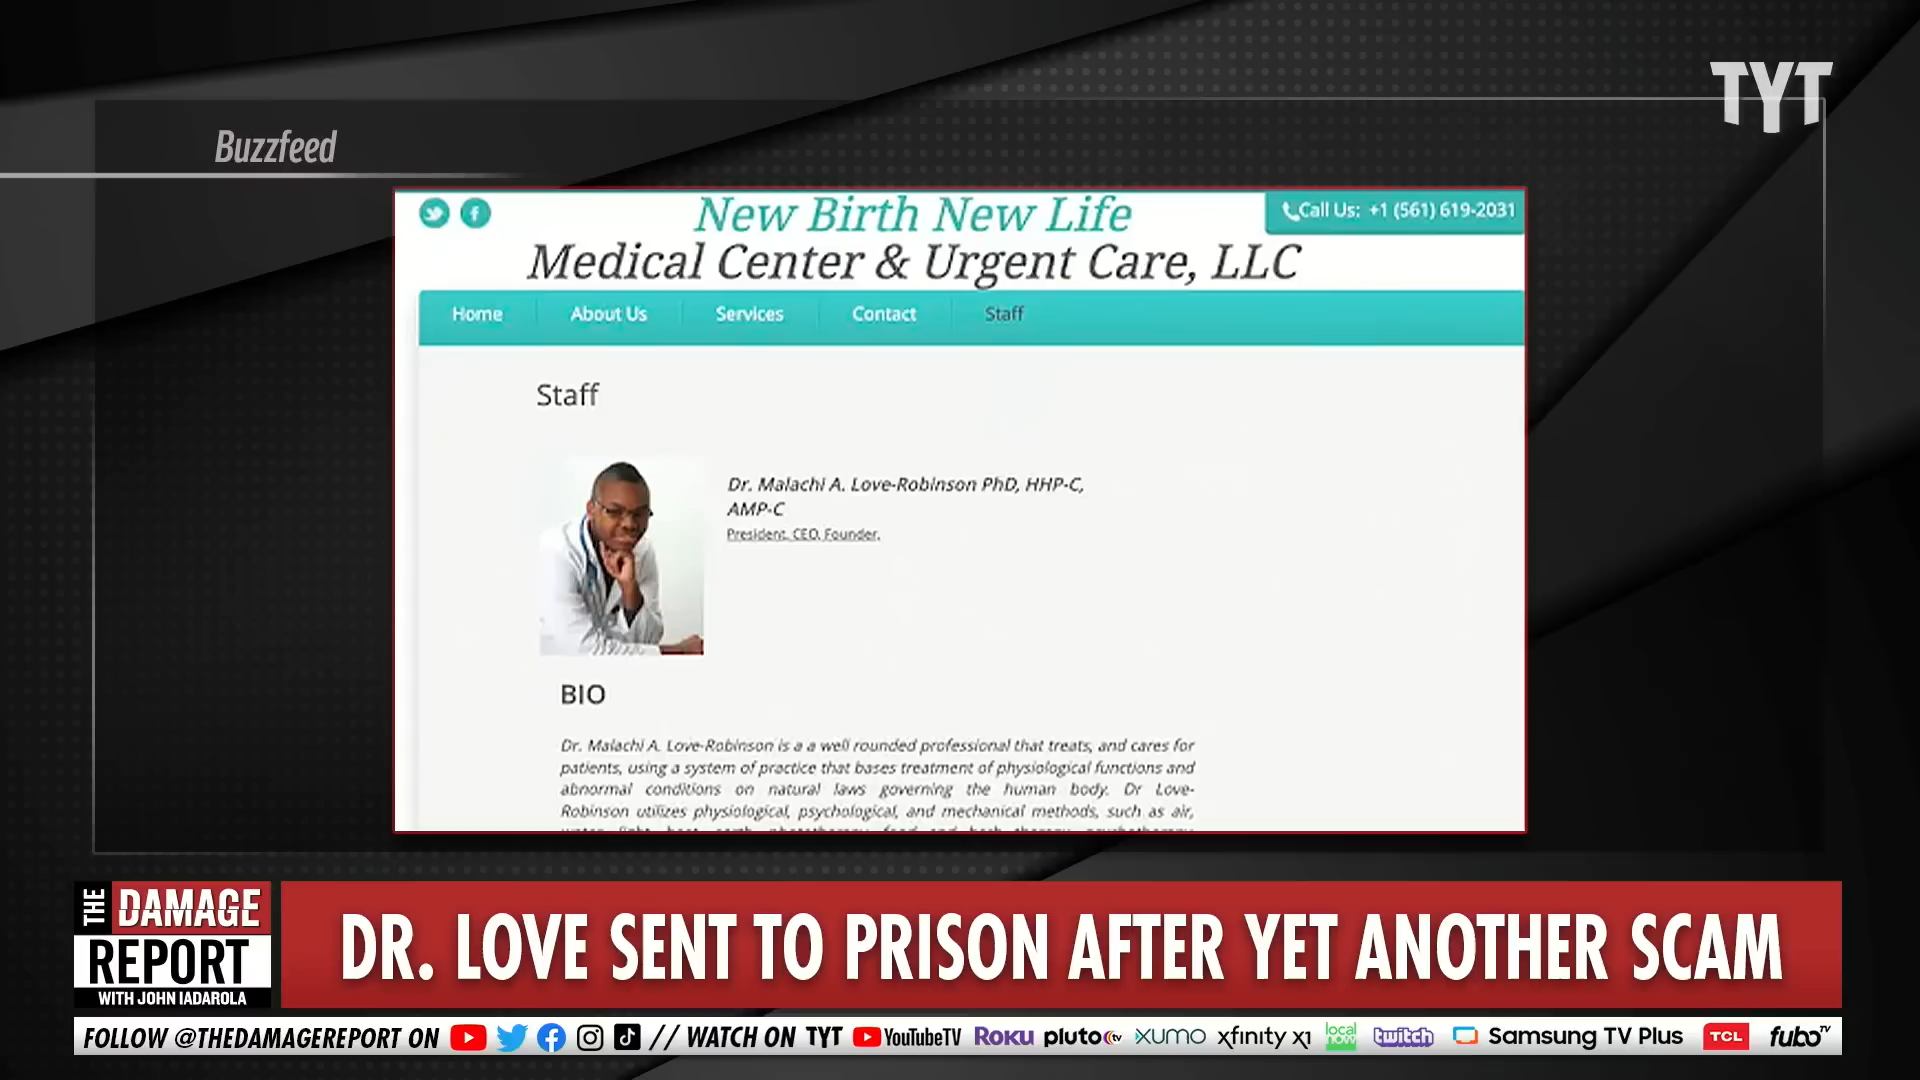 TYT
Buzzfeed
New Birth New Life
Medical Center & Urgent Care, LLC
Call Us: +1 (561) 619-2031
Home About Us Services Contact Staff
Staff
Dr. Malachi A. Love-Robinson PhD, HHP-C,
AMP-C
President, CEO, Founder.
BIO
Dr. Malachi A. Love-Robinson is a a well rounded professional that treats, and cares for
patients, using a system of practice that bases treatment of physiological functions and
abnormal conditions on natural laws governing the human body. Dr Love-
Robinson utilizes physiological, psychological, and mechanical methods, such as air,
THE DAMAGE
REPORT
WITH JOHN IADAROLA
DR. LOVE SENT TO PRISON AFTER YET ANOTHER SCAM
FOLLOW @THEDAMAGEREPORT ON // WATCH ON TYT YouTubeTV ROKU pluto tv XUMO xfinity x1 local now twitch Samsung TV Plus TCL fubo TV